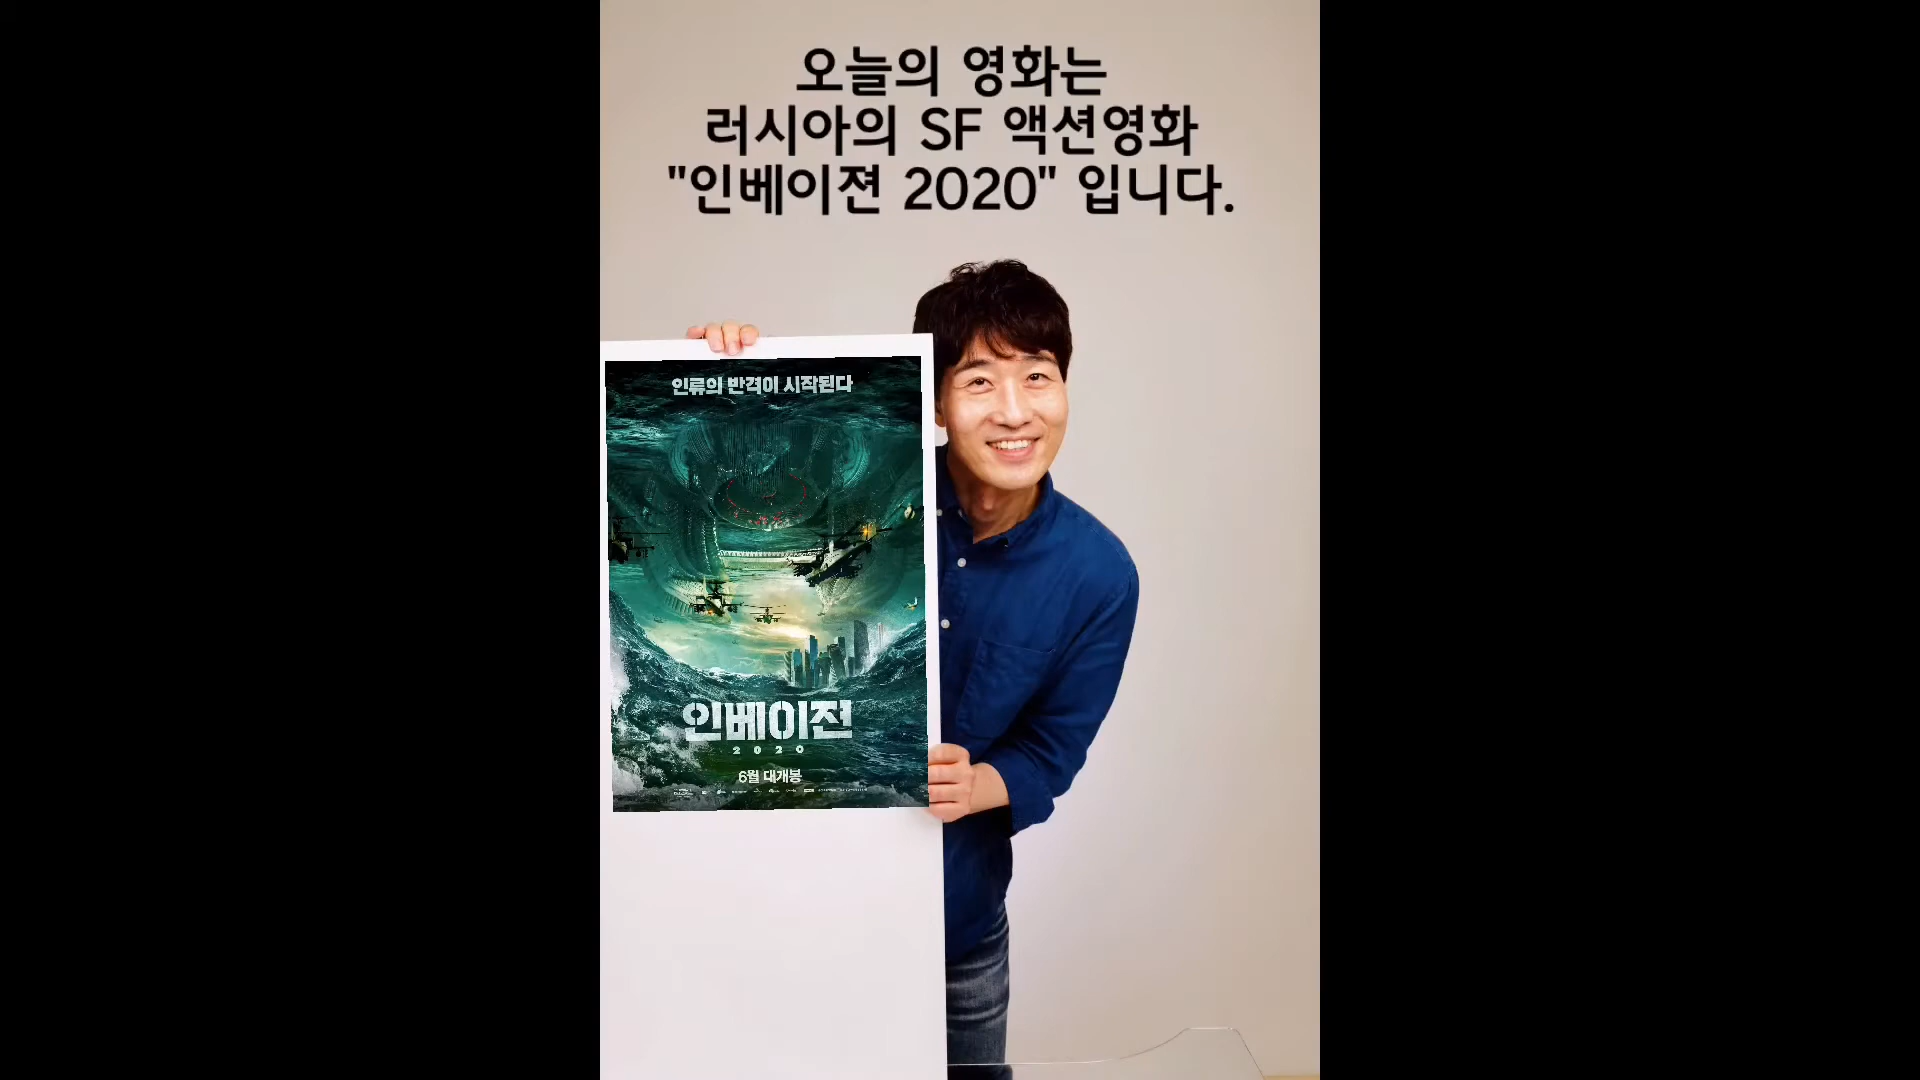 오늘의 영화는
러시아의 SF 액션영화
"인베이젼 2020" 입니다.
인류의 반격이 시작된다
인베이전
2020
6월 대개봉